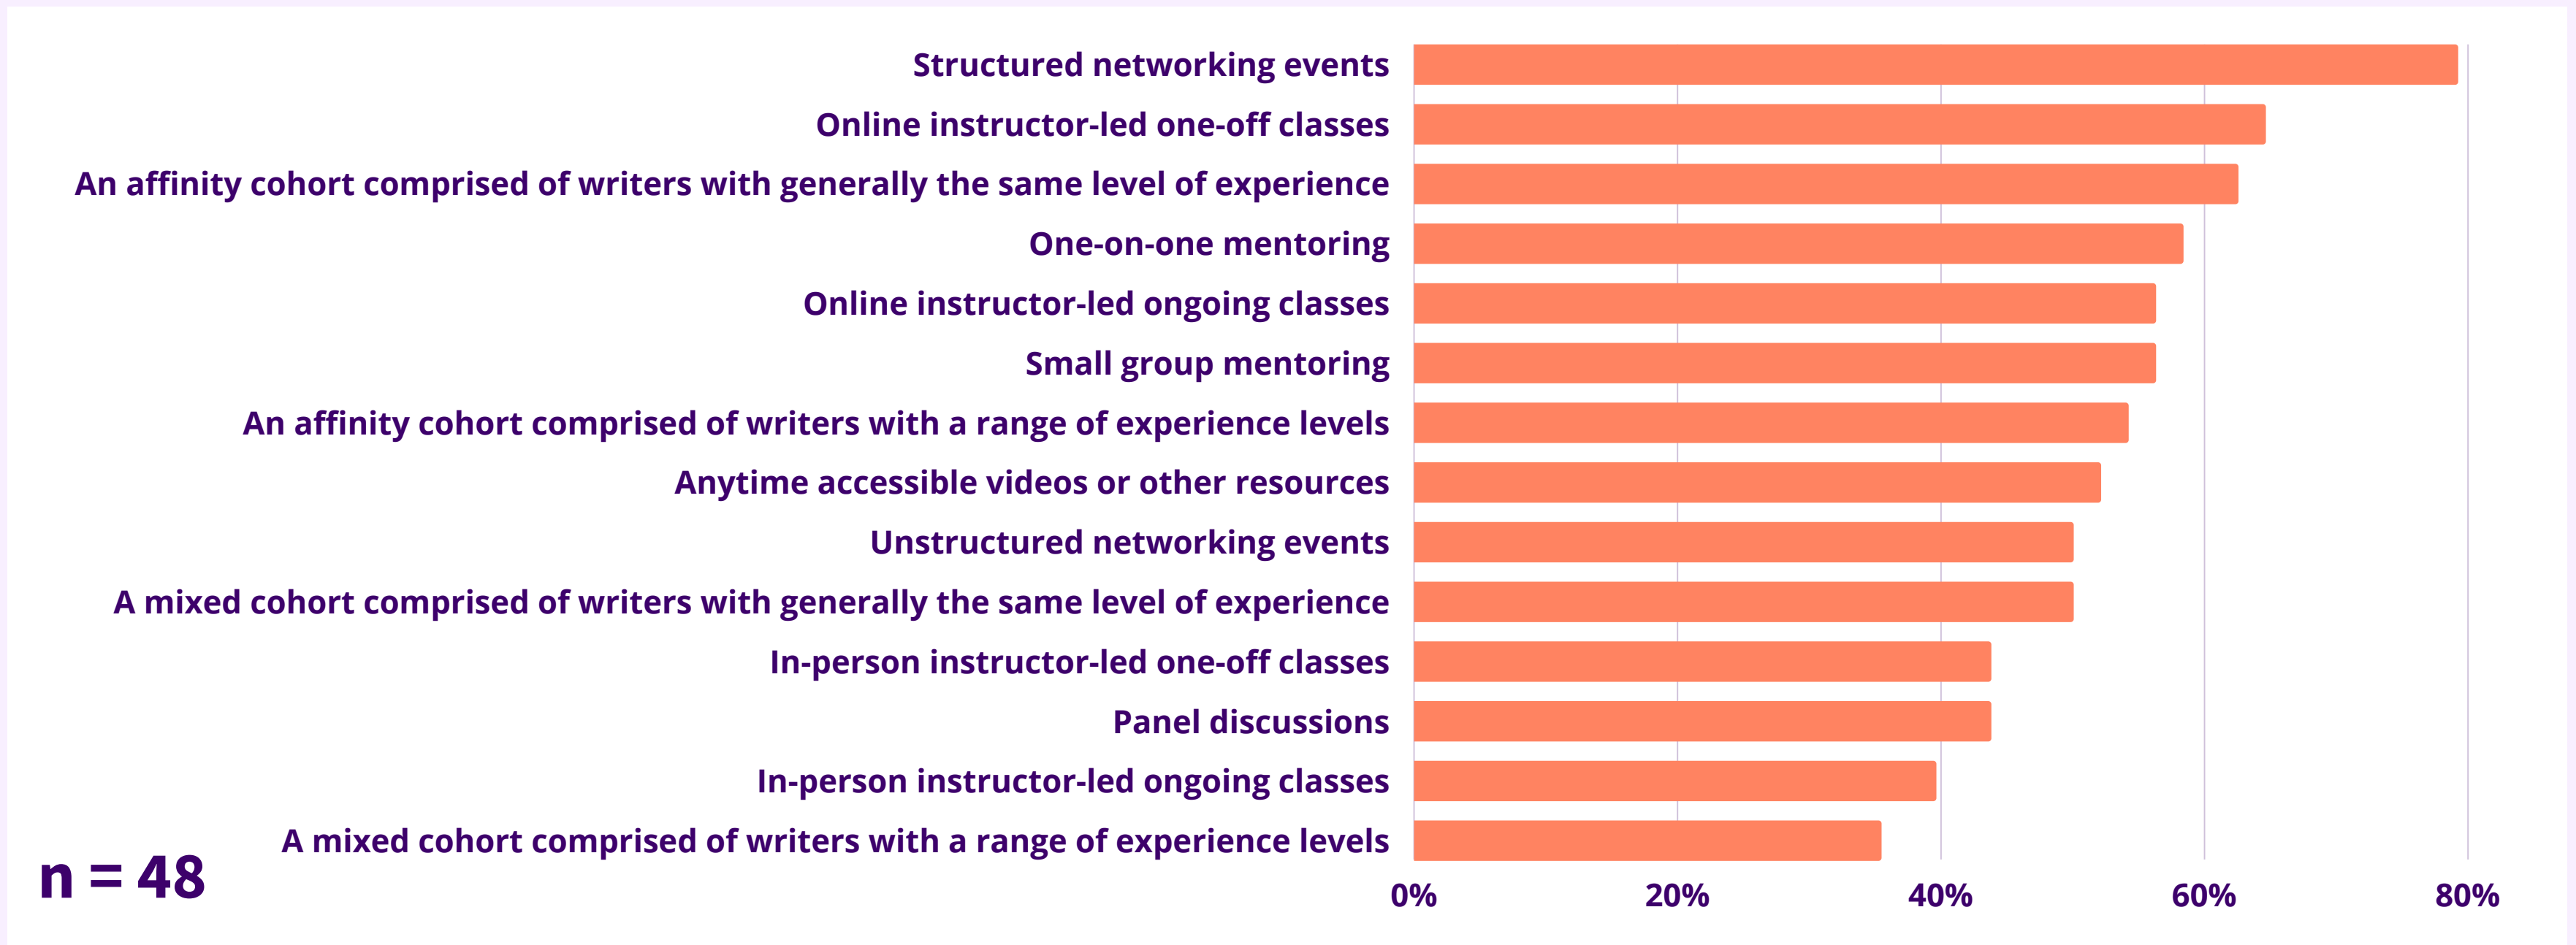 Structured networking events
Online instructor-led one-off classes
An affinity cohort comprised of writers with generally the same level of experience
One-on-one mentoring
Online instructor-led ongoing classes
Small group mentoring
An affinity cohort comprised of writers with a range of experience levels
Anytime accessible videos or other resources
Unstructured networking events
A mixed cohort comprised of writers with generally the same level of experience
In-person instructor-led one-off classes
Panel discussions
In-person instructor-led ongoing classes
A mixed cohort comprised of writers with a range of experience levels
n = 48
0% 20% 40% 60% 80%